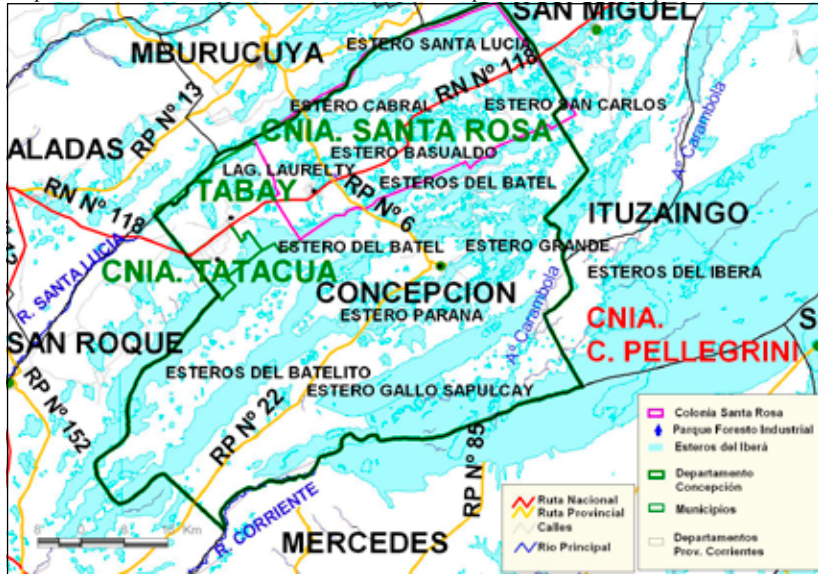 SAN MIGUEL
MBURUCUYA
ESTERO SANTA LUCIA
RN Nº 118
RP Nº 13
ESTERO CABRAL
ESTERO SAN CARLOS
CNIA. SANTA ROSA
ALADAS
ESTERO BASUALDO
LAG. LAURELTY
Aº Carambola
TABAY
ESTEROS DEL BATEL
RN Nº 118
RP Nº 6
ITUZAINGO
R. SANTA LUCIA
ESTERO DEL BATEL
ESTERO GRANDE
CNIA. TATACUA
ESTEROS DEL IBERA
CONCEPCION
ESTERO PARANA
Aº Carambola
CNIA.
C. PELLEGRINI
S
SAN ROQUE
ESTEROS DEL BATELITO
ESTERO GALLO SAPULCAY
RP Nº 22
RP Nº 152
RP Nº 85
R. CORRIENTE
MERCEDES
Km
Ruta Nacional
Ruta Provincial
Calles
Rio Principal
Colonia Santa Rosa
Parque Foresto Industrial
Esteros del Iberá
Departamento
Concepción
Municipios
Departamentos
Prov. Corrientes